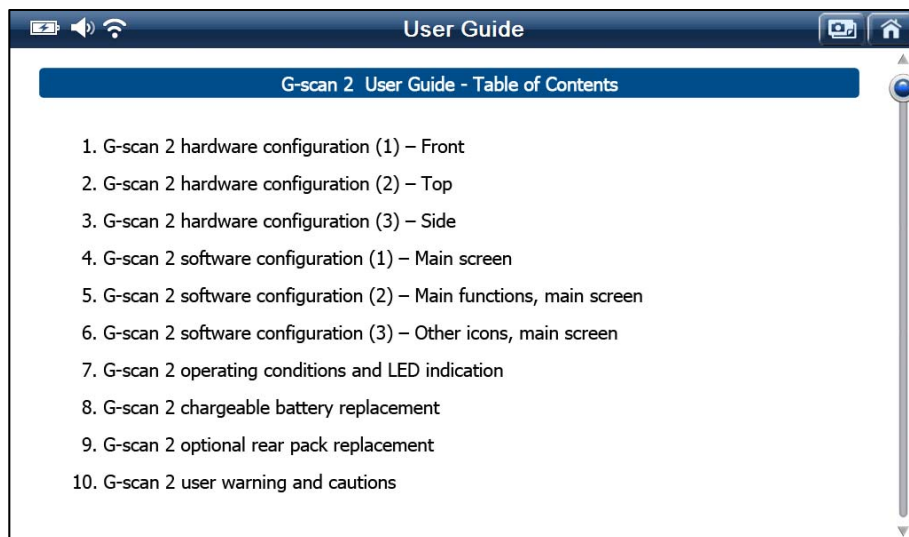 User Guide
G-scan 2 User Guide - Table of Contents
1. G-scan 2 hardware configuration (1) – Front
2. G-scan 2 hardware configuration (2) – Top
3. G-scan 2 hardware configuration (3) – Side
4. G-scan 2 software configuration (1) – Main screen
5. G-scan 2 software configuration (2) – Main functions, main screen
6. G-scan 2 software configuration (3) – Other icons, main screen
7. G-scan 2 operating conditions and LED indication
8. G-scan 2 chargeable battery replacement
9. G-scan 2 optional rear pack replacement
10. G-scan 2 user warning and cautions